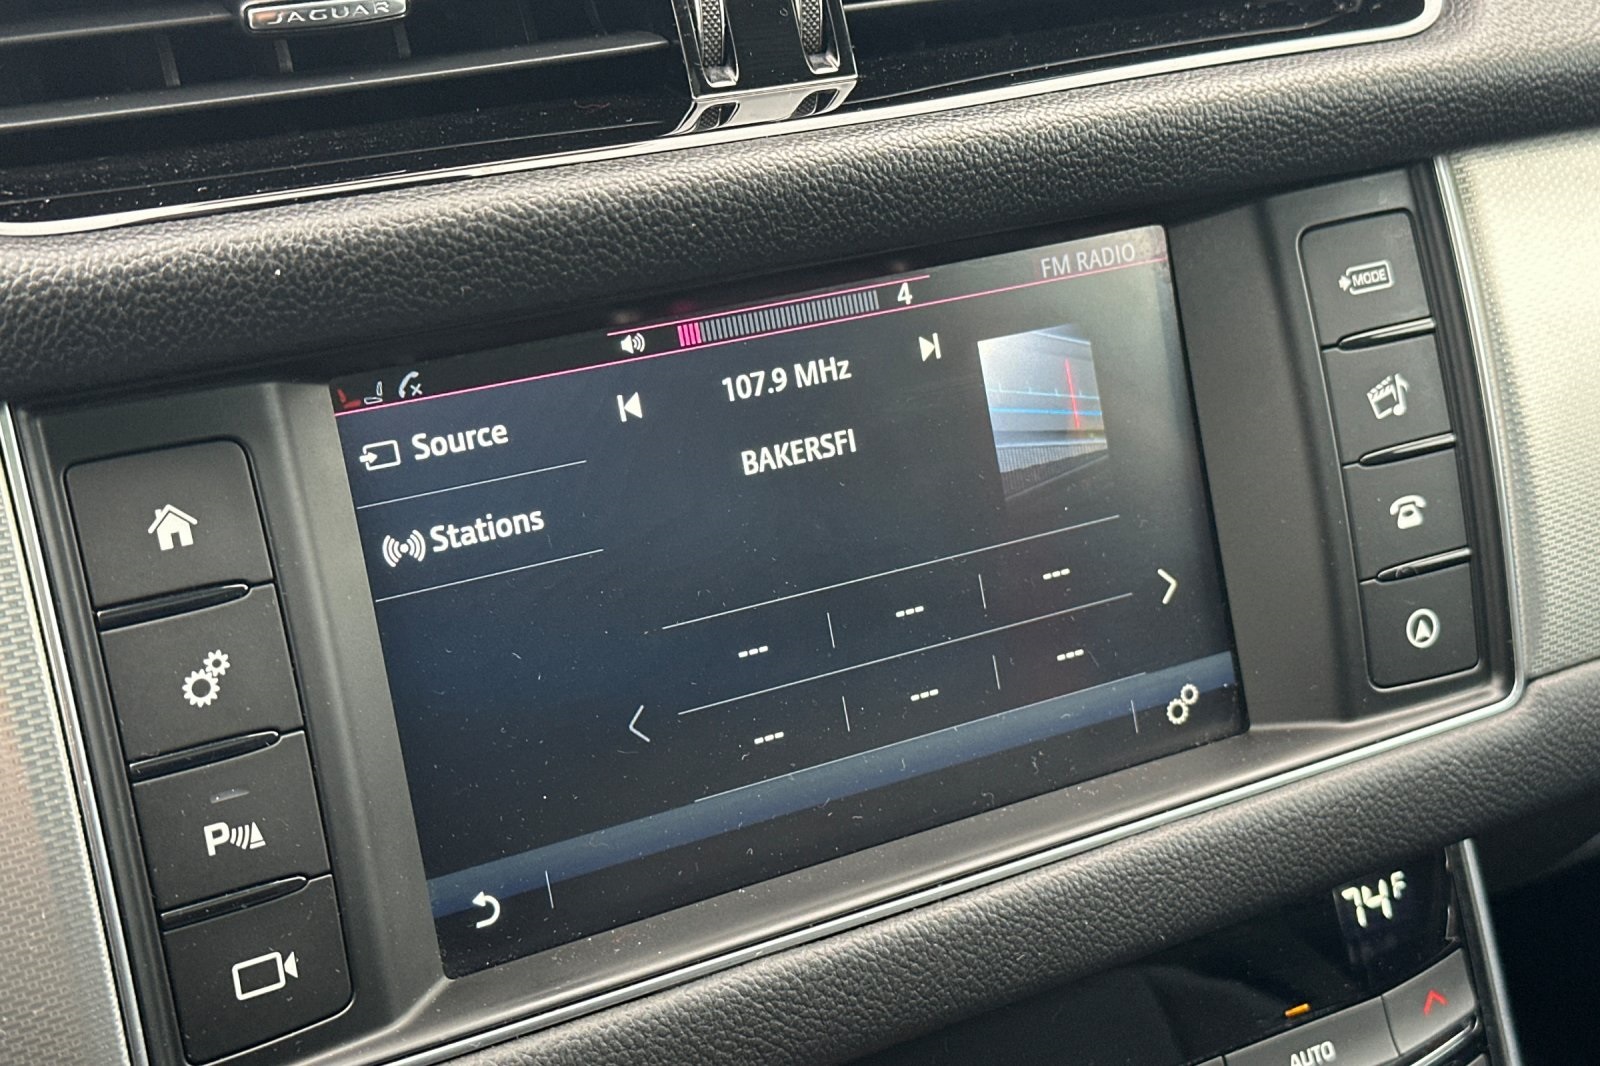 JAGUAR
4
FM RADIO
107.9 MHz
Source
BAKERSFI
Stations
---
---
---
---
---
---
MODE
P
74F
AUTO